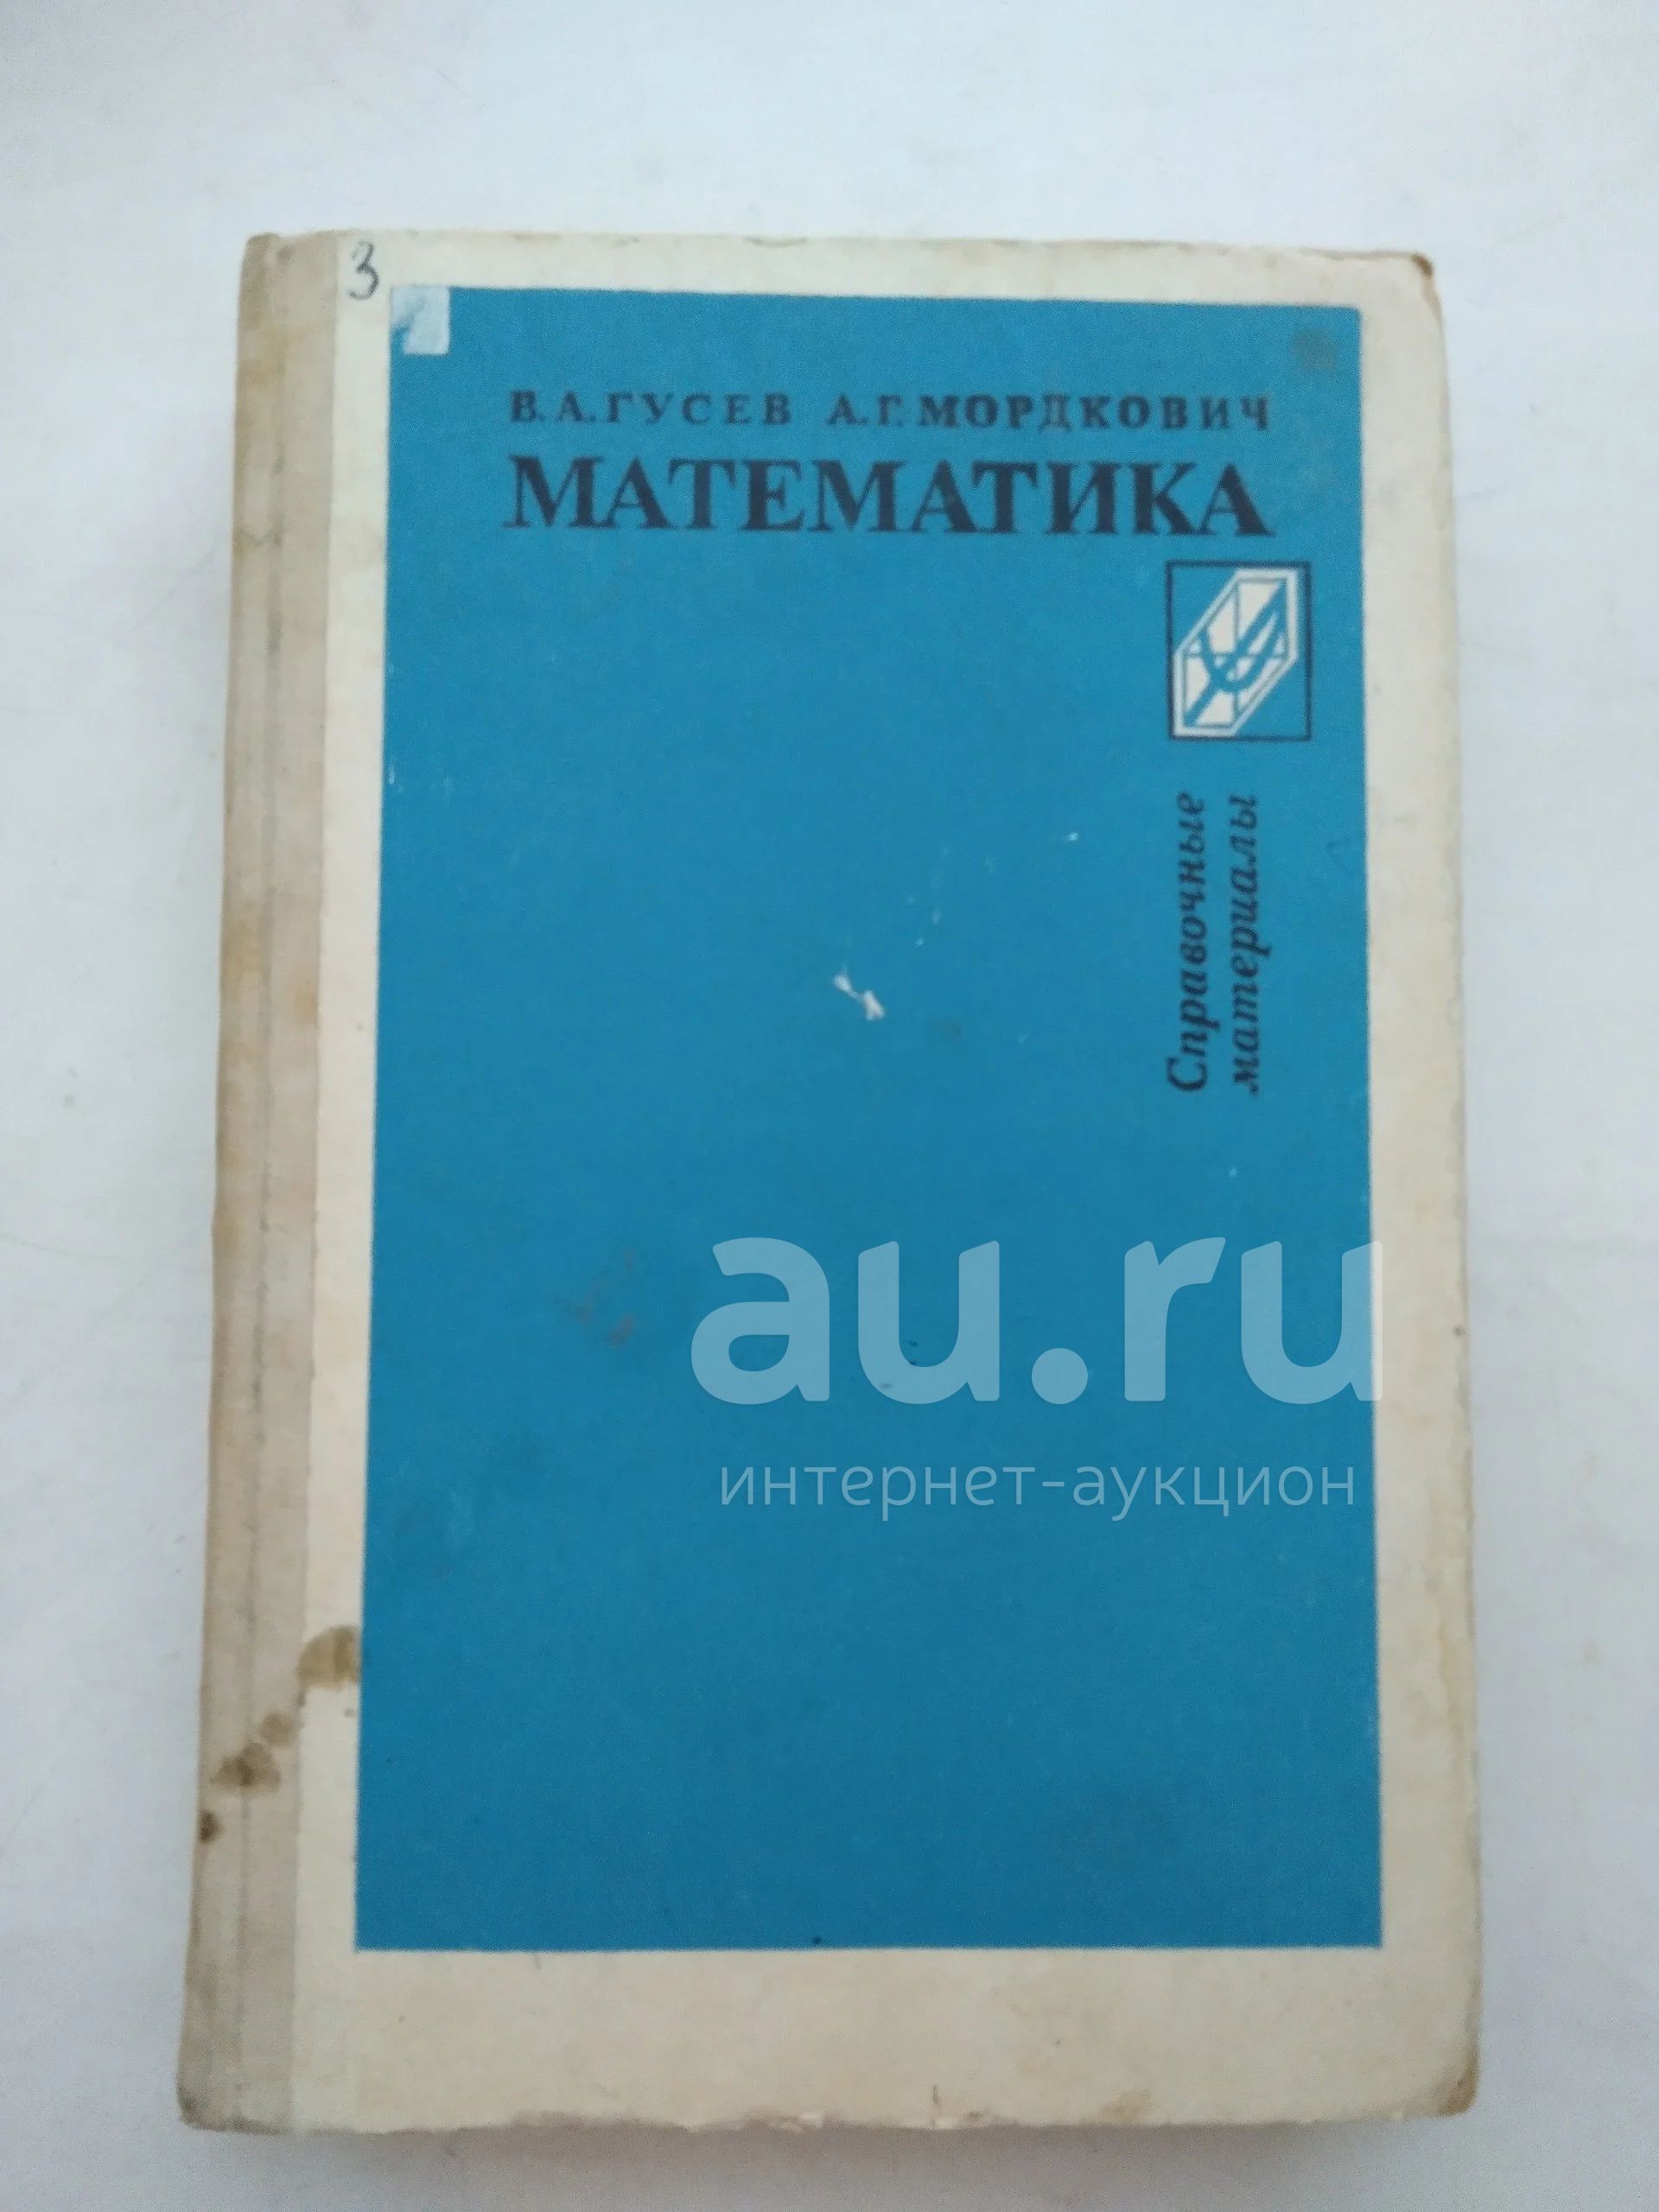 3
В. А. ГУСЕВ А. Г. МОРДКОВИЧ
МАТЕМАТИКА
Справочные
материалы
au.ru
интернет-аукцион